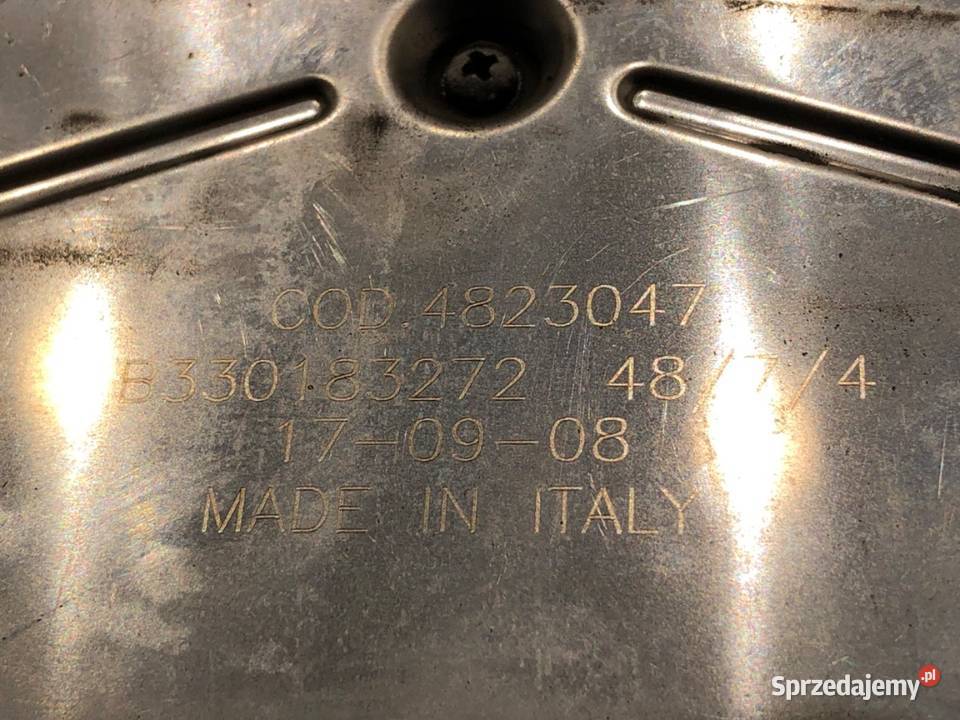 COD.4823047
B330183272 48/7/4
17-09-08
MADE IN ITALY
Sprzedajemy.pl